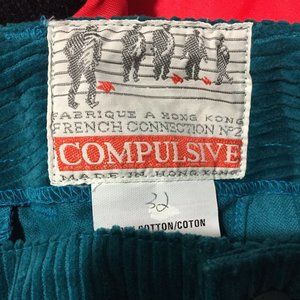 FABRIQUE A HONG KONG
FRENCH CONNECTION Nº2
COMPULSIVE
MADE IN HONG KONG
32
COTTON/COTON